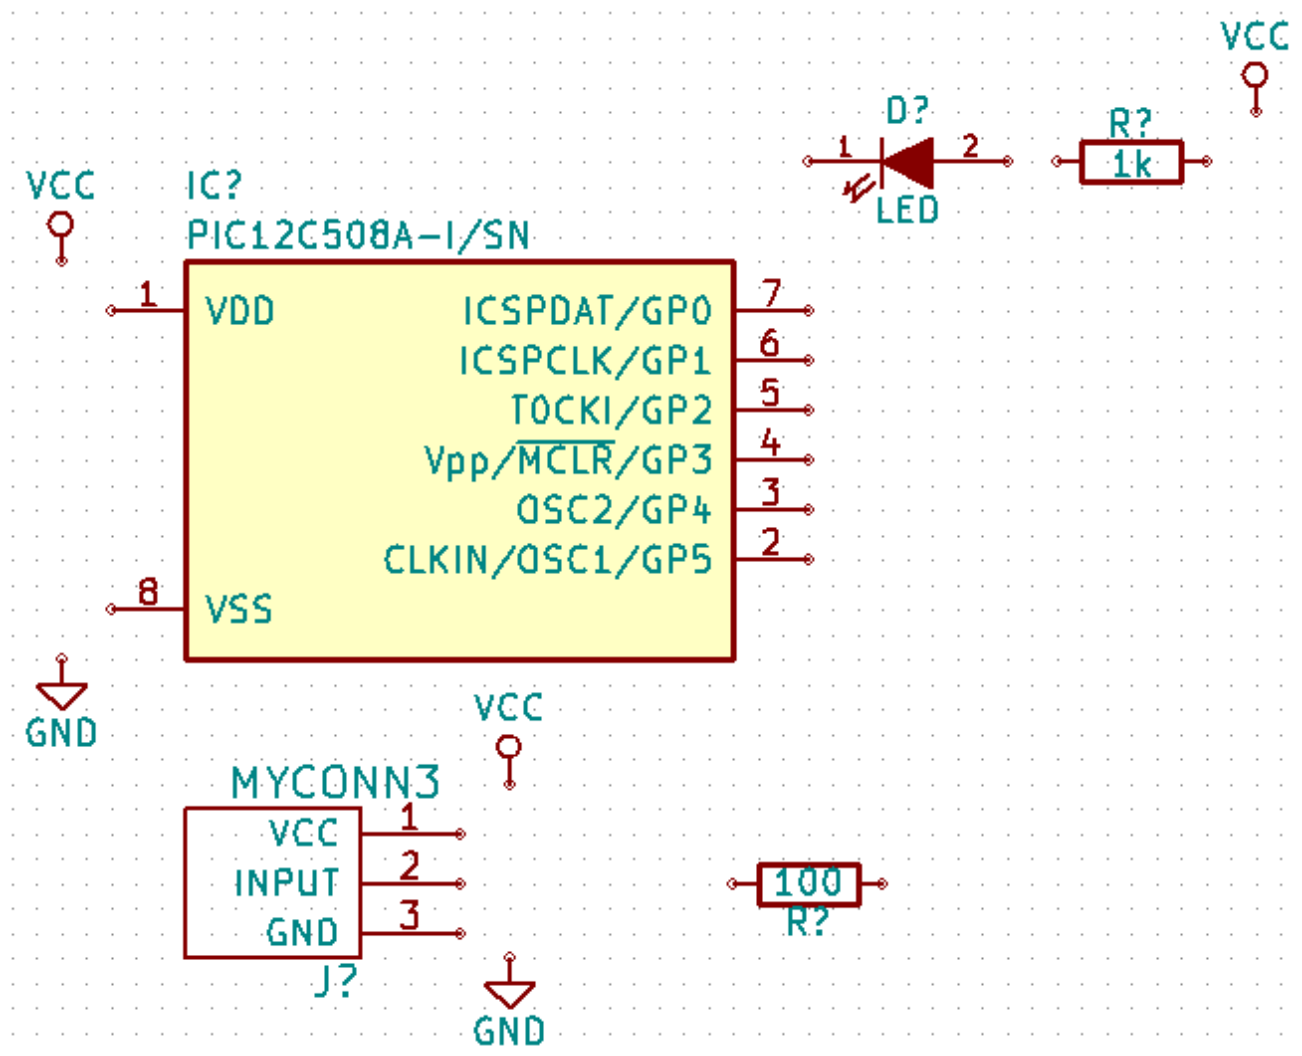 VCC
D?
R?
1 2
1k
LED
VCC
IC?
PIC12C508A-I/SN
1 VDD ICSPDAT/GP0 7
ICSPCLK/GP1 6
T0CKI/GP2 5
Vpp/MCLR/GP3 4
OSC2/GP4 3
CLKIN/OSC1/GP5 2
8 VSS
GND
VCC
MYCONN3
VCC 1
INPUT 2
GND 3
J?
100
R?
GND